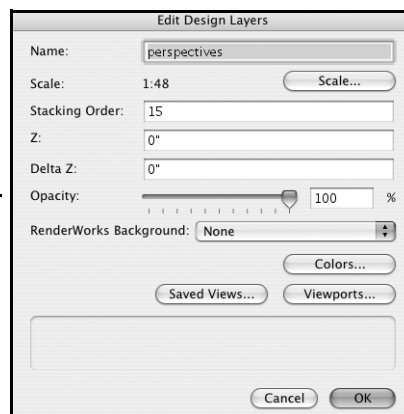 Edit Design Layers
Name: perspectives
Scale: 1:48 Scale...
Stacking Order: 15
Z: 0"
Delta Z: 0"
Opacity: 100 %
RenderWorks Background: None
Colors...
Saved Views... Viewports...
Cancel OK